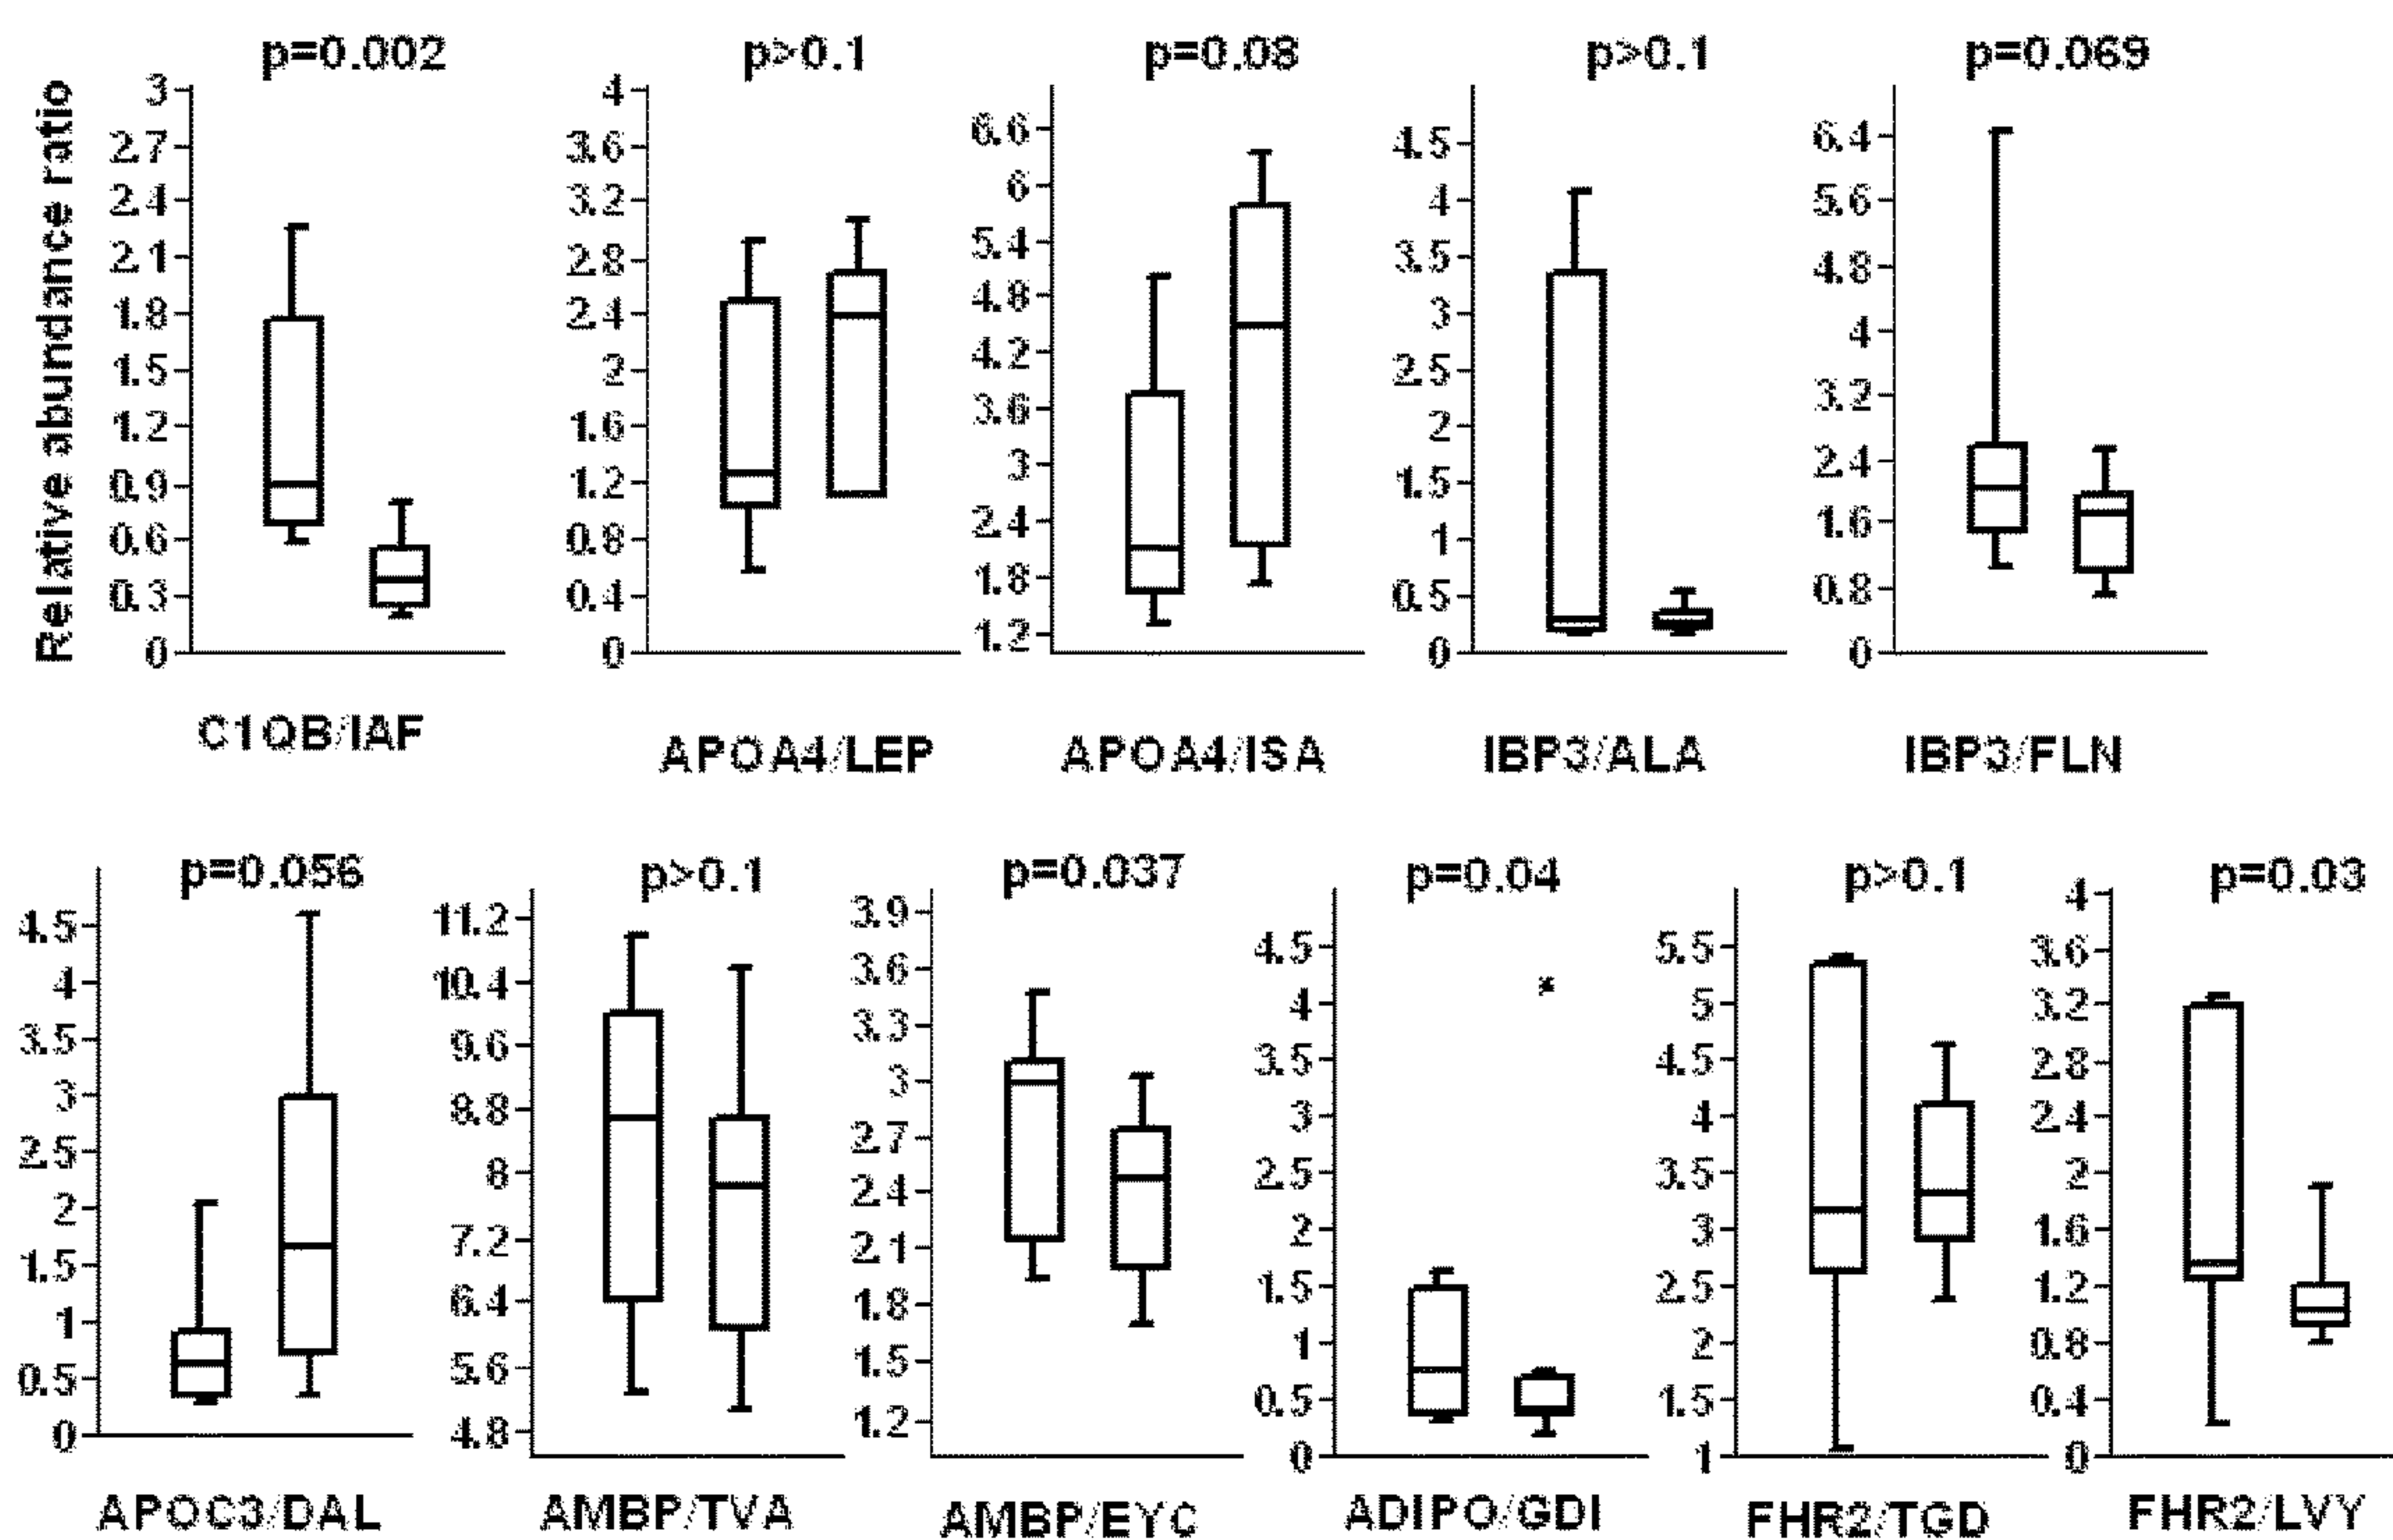 p=0.002 p>0.1 p=0.08 p>0.1 p=0.069
Relative abundance ratio
3 2.7 2.4 2.1 1.8 1.5 1.2 0.9 0.6 0.3 0
4 3.6 3.2 2.8 2.4 2 1.6 1.2 0.8 0.4 0
6.6 6 5.4 4.8 4.2 3.6 3 2.4 1.8 1.2
4.5 4 3.5 3 2.5 2 1.5 1 0.5 0
6.4 5.6 4.8 4 3.2 2.4 1.6 0.8 0
C1QB/IAF APOA4/LEP APOA4/ISA IBP3/ALA IBP3/FLN
p=0.056 p>0.1 p=0.037 p=0.04 p>0.1 p=0.03
4.5 4 3.5 3 2.5 2 1.5 1 0.5 0
11.2 10.4 9.6 8.8 8 7.2 6.4 5.6 4.8
3.9 3.6 3.3 3 2.7 2.4 2.1 1.8 1.5 1.2
4.5 4 3.5 3 2.5 2 1.5 1 0.5 0
*
5.5 5 4.5 4 3.5 3 2.5 2 1.5 1
4 3.6 3.2 2.8 2.4 2 1.6 1.2 0.8 0.4 0
APOC3/DAL AMBP/TVA AMBP/EYC ADIPO/GDI FHR2/TGD FHR2/LVY